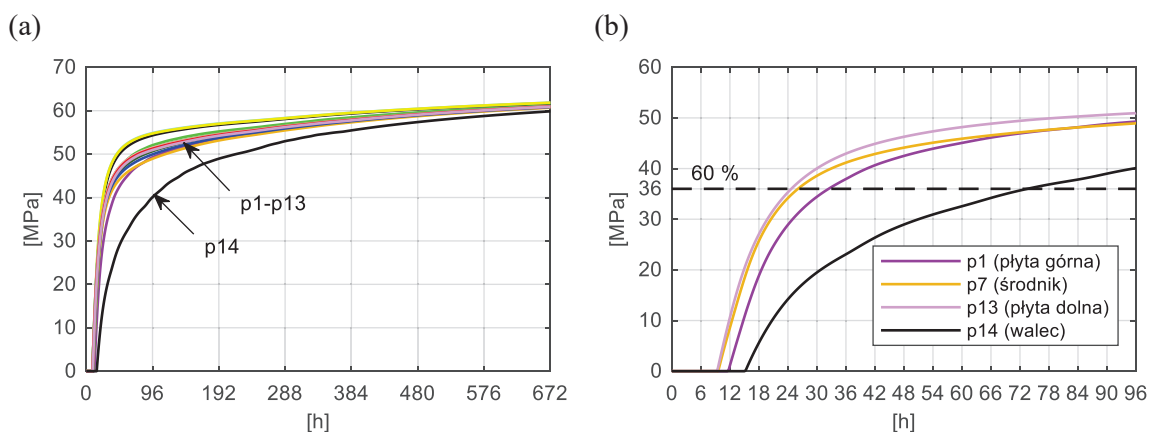 (a)
70
60
50
40
30
20
10
0
[MPa]
p1-p13
p14
0 96 192 288 384 480 576 672
[h]
(b)
60
50
40
36
30
20
10
0
[MPa]
60 %
p1 (płyta górna)
p7 (środnik)
p13 (płyta dolna)
p14 (walec)
0 6 12 18 24 30 36 42 48 54 60 66 72 78 84 90 96
[h]